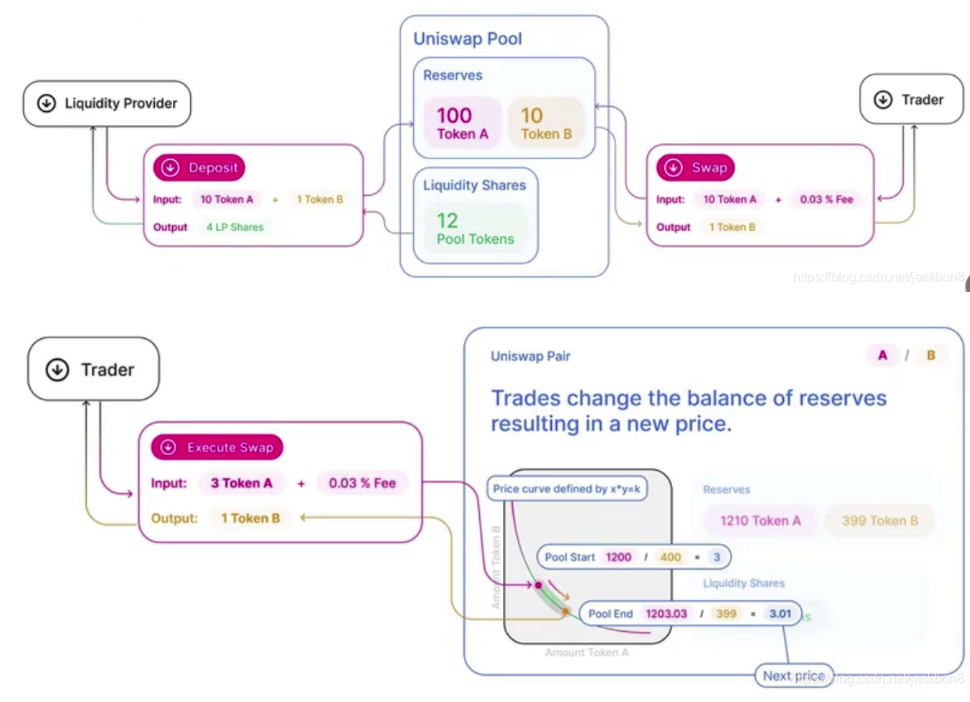 Uniswap Pool
Reserves
100
Token A
10
Token B
Liquidity Shares
12
Pool Tokens
Liquidity Provider
Deposit
Input: 10 Token A + 1 Token B
Output 4 LP Shares
Trader
Swap
Input: 10 Token A + 0.03 % Fee
Output 1 Token B
https://blog.csdn.net/jackbon8
Trader
Execute Swap
Input: 3 Token A + 0.03 % Fee
Output: 1 Token B
Uniswap Pair
A / B
Trades change the balance of reserves
resulting in a new price.
Price curve defined by x*y=k
Amount Token B
Pool Start 1200 / 400 = 3
Pool End 1203.03 / 399 = 3.01
Amount Token A
Reserves
1210 Token A 399 Token B
Liquidity Shares
Next price